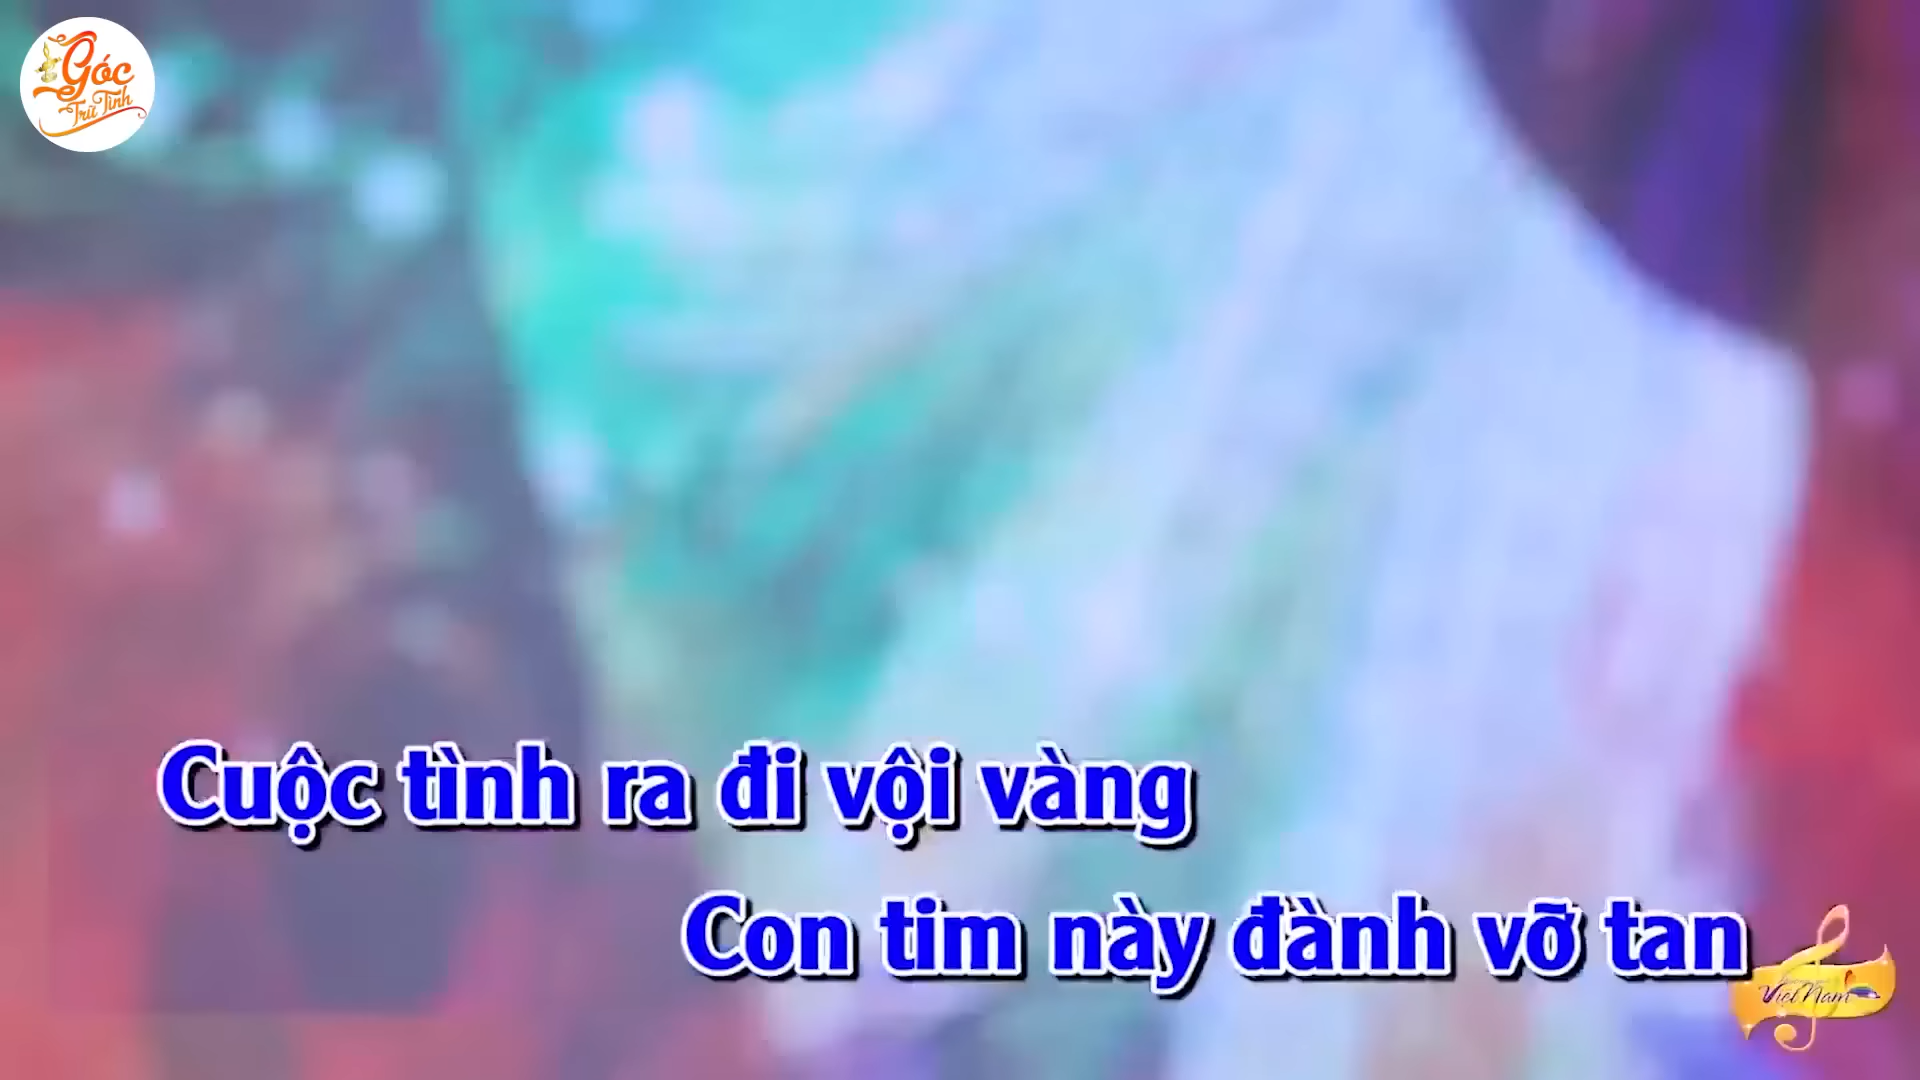 Góc
Trữ Tình
Cuộc tình ra đi vội vàng
Con tim này đành vỡ tan
Việt Nam